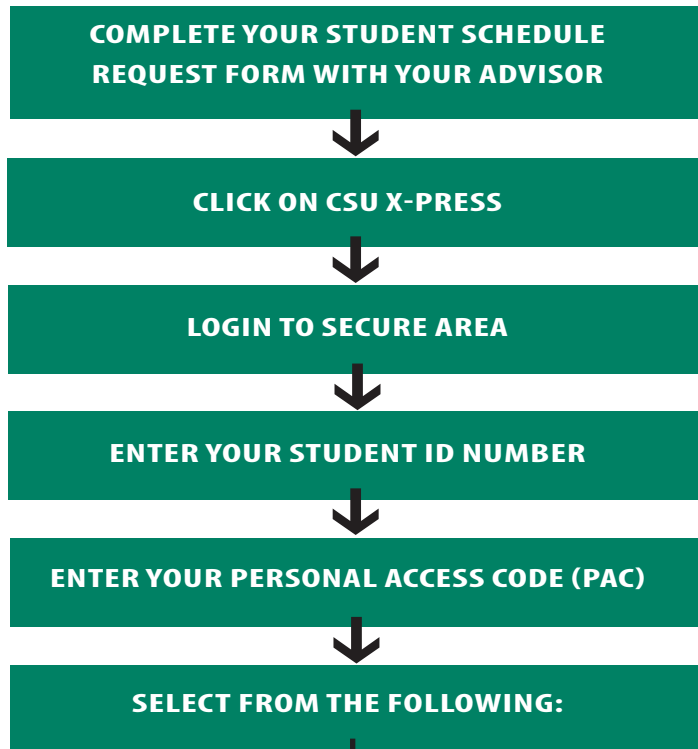 COMPLETE YOUR STUDENT SCHEDULE
REQUEST FORM WITH YOUR ADVISOR
CLICK ON CSU X-PRESS
LOGIN TO SECURE AREA
ENTER YOUR STUDENT ID NUMBER
ENTER YOUR PERSONAL ACCESS CODE (PAC)
SELECT FROM THE FOLLOWING: